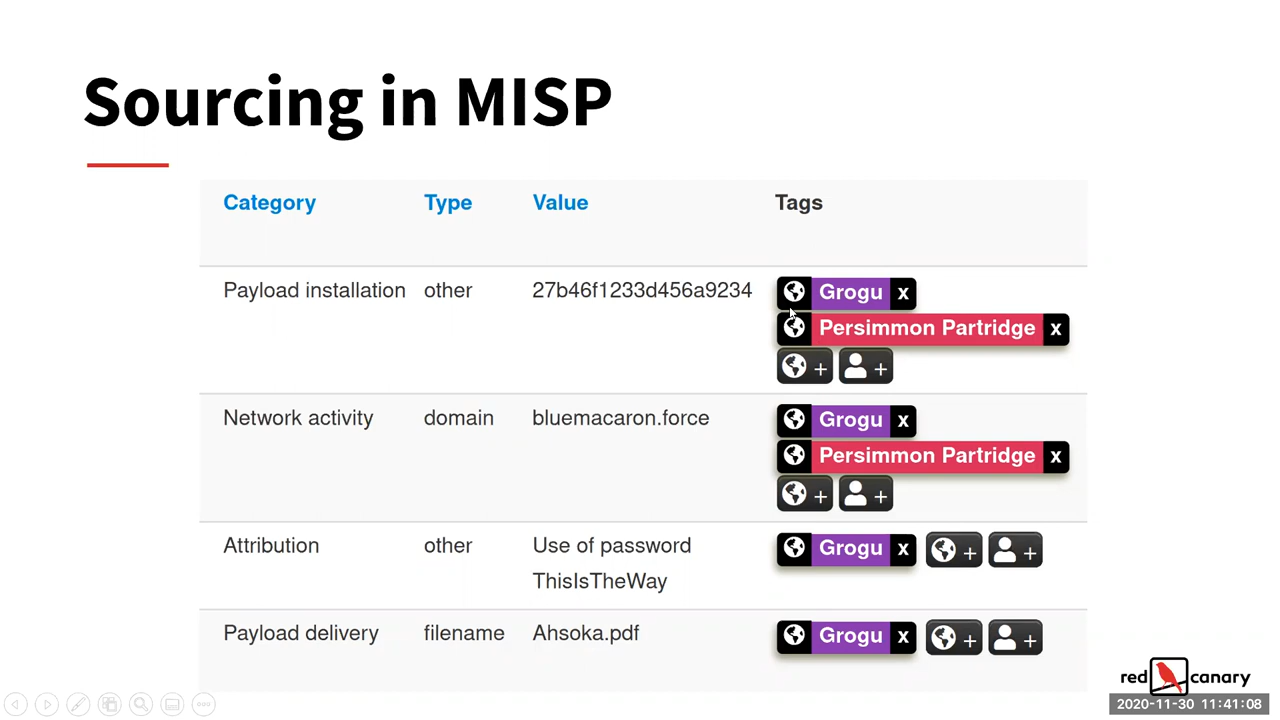 Sourcing in MISP
Category Type Value Tags
Payload installation other 27b46f1233d456a9234 Grogu x
Persimmon Partridge x
+ +
Network activity domain bluemacaron.force Grogu x
Persimmon Partridge x
+ +
Attribution other Use of password Grogu x + +
ThisIsTheWay
Payload delivery filename Ahsoka.pdf Grogu x + +
red canary
2020-11-30 11:41:08